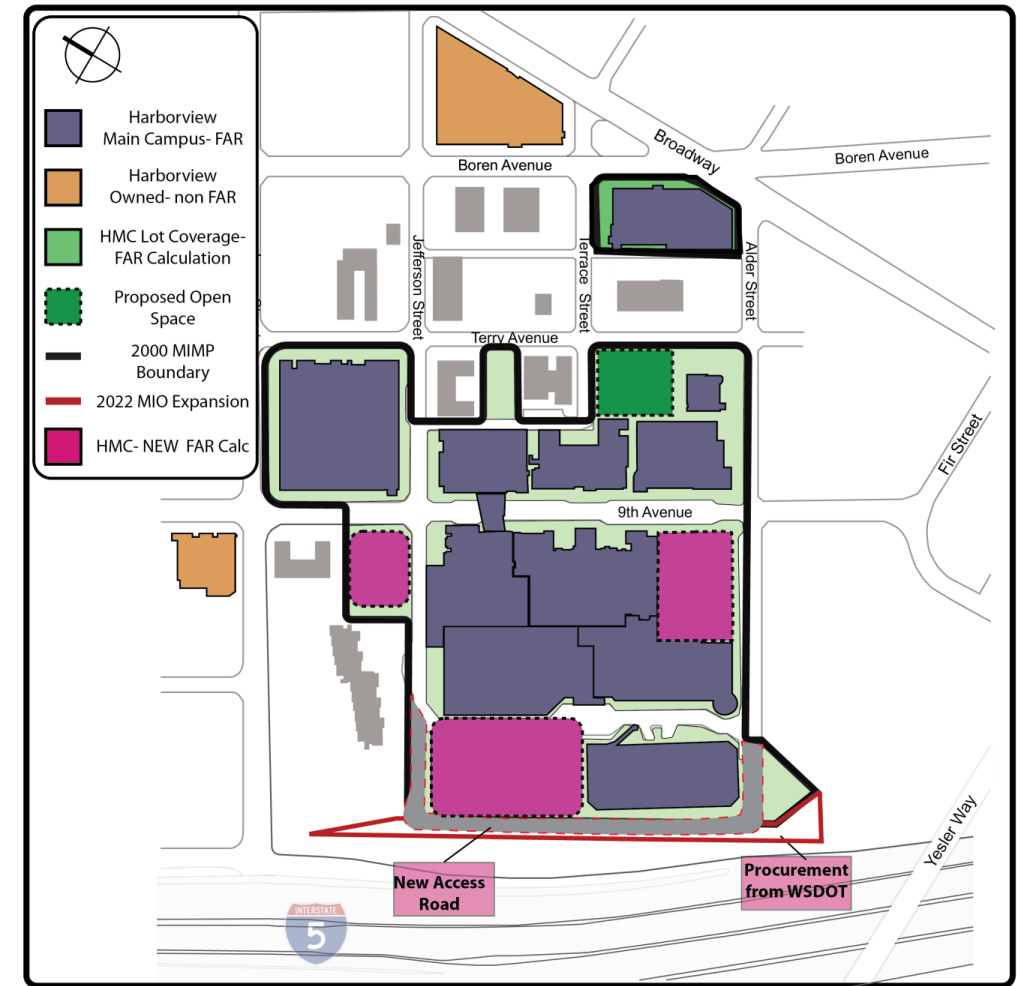 Harborview
Main Campus- FAR
Harborview
Owned- non FAR
HMC Lot Coverage-
FAR Calculation
Proposed Open
Space
2000 MIMP
Boundary
2022 MIO Expansion
HMC- NEW FAR Calc
Boren Avenue
Broadway
Boren Avenue
Jefferson Street
Terrace Street
Alder Street
Terry Avenue
Fir Street
9th Avenue
Yesler Way
New Access
Road
Procurement
from WSDOT
INTERSTATE
5